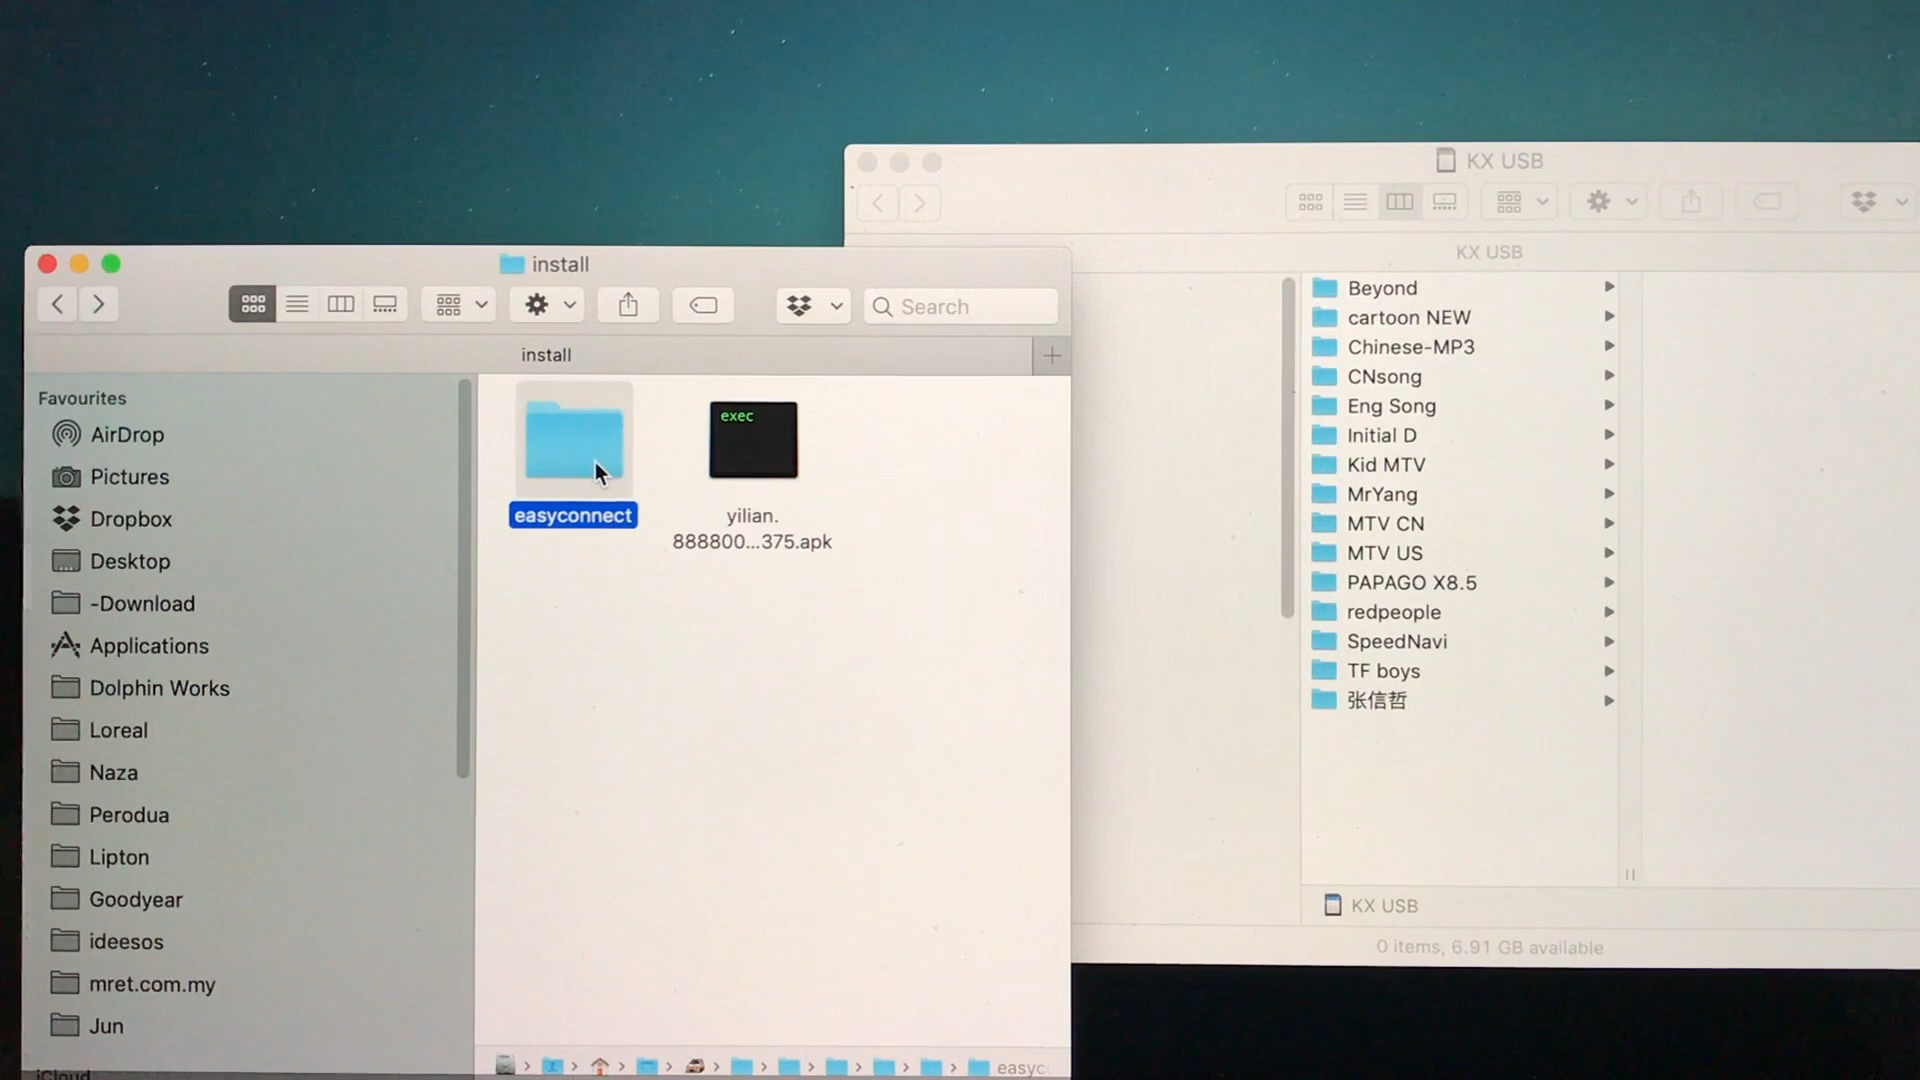 KX USB
KX USB
install
Search
install
Favourites
AirDrop
Pictures
Dropbox
Desktop
-Download
Applications
Dolphin Works
Loreal
Naza
Perodua
Lipton
Goodyear
ideesos
mret.com.my
Jun
iCloud
exec
easyconnect
yilian.
888800...375.apk
easyc
Beyond
cartoon NEW
Chinese-MP3
CNsong
Eng Song
Initial D
Kid MTV
MrYang
MTV CN
MTV US
PAPAGO X8.5
redpeople
SpeedNavi
TF boys
张信哲
KX USB
0 items, 6.91 GB available